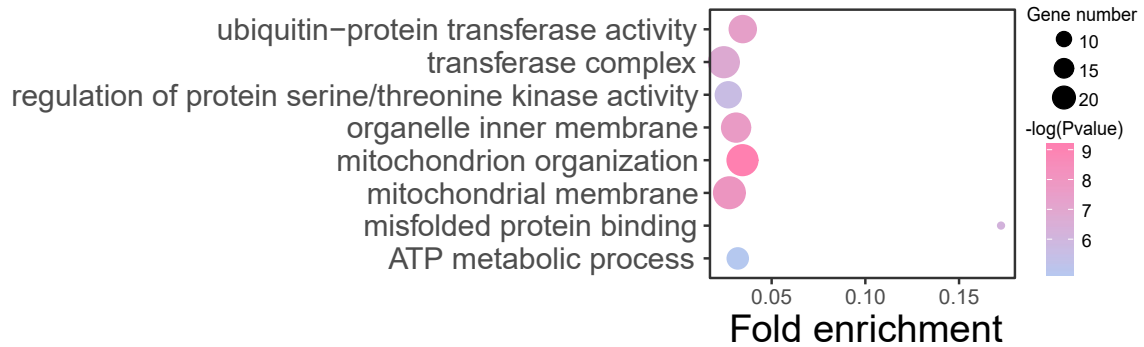 ubiquitin−protein transferase activity
transferase complex
regulation of protein serine/threonine kinase activity
organelle inner membrane
mitochondrion organization
mitochondrial membrane
misfolded protein binding
ATP metabolic process
0.05 0.10 0.15
Fold enrichment
Gene number
10
15
20
-log(Pvalue)
9
8
7
6